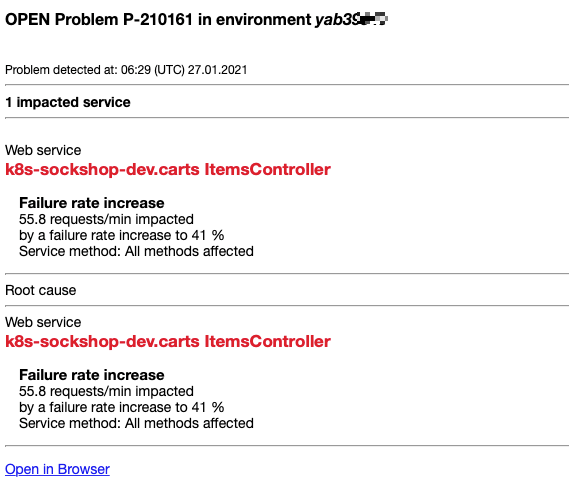 OPEN Problem P-210161 in environment
Problem detected at: 06:29 (UTC) 27.01.2021
1 impacted service
Web service
k8s-sockshop-dev.carts ItemsController
Failure rate increase
55.8 requests/min impacted
by a failure rate increase to 41 %
Service method: All methods affected
Root cause
Web service
k8s-sockshop-dev.carts ItemsController
Failure rate increase
55.8 requests/min impacted
by a failure rate increase to 41 %
Service method: All methods affected
Open in Browser